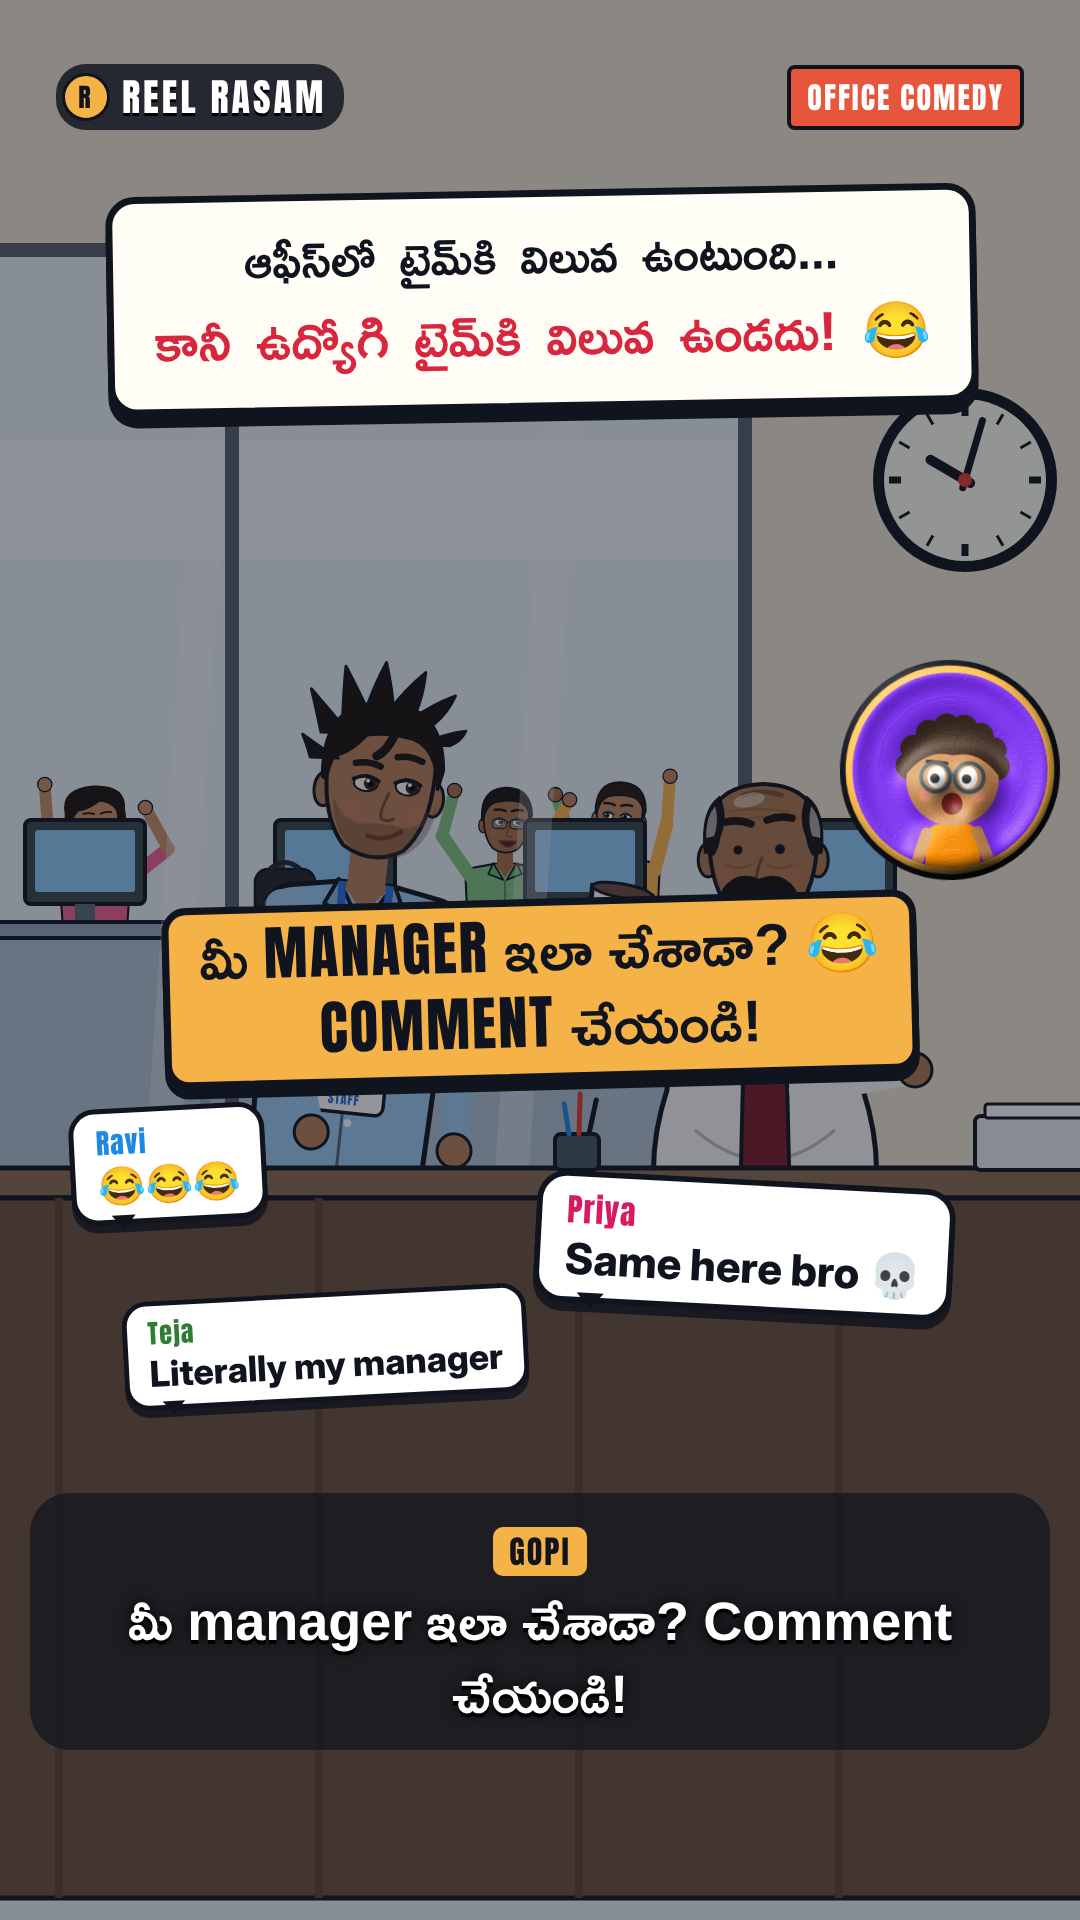 R REEL RASAM
OFFICE COMEDY
ఆఫీస్‌లో టైమ్‌కి విలువ ఉంటుంది...
కానీ ఉద్యోగి టైమ్‌కి విలువ ఉండదు! 😂
మీ MANAGER ఇలా చేశాడా? 😂
COMMENT చేయండి!
STAFF
Ravi
😂😂😂
Priya
Same here bro 💀
Teja
Literally my manager
GOPI
మీ manager ఇలా చేశాడా? Comment
చేయండి!